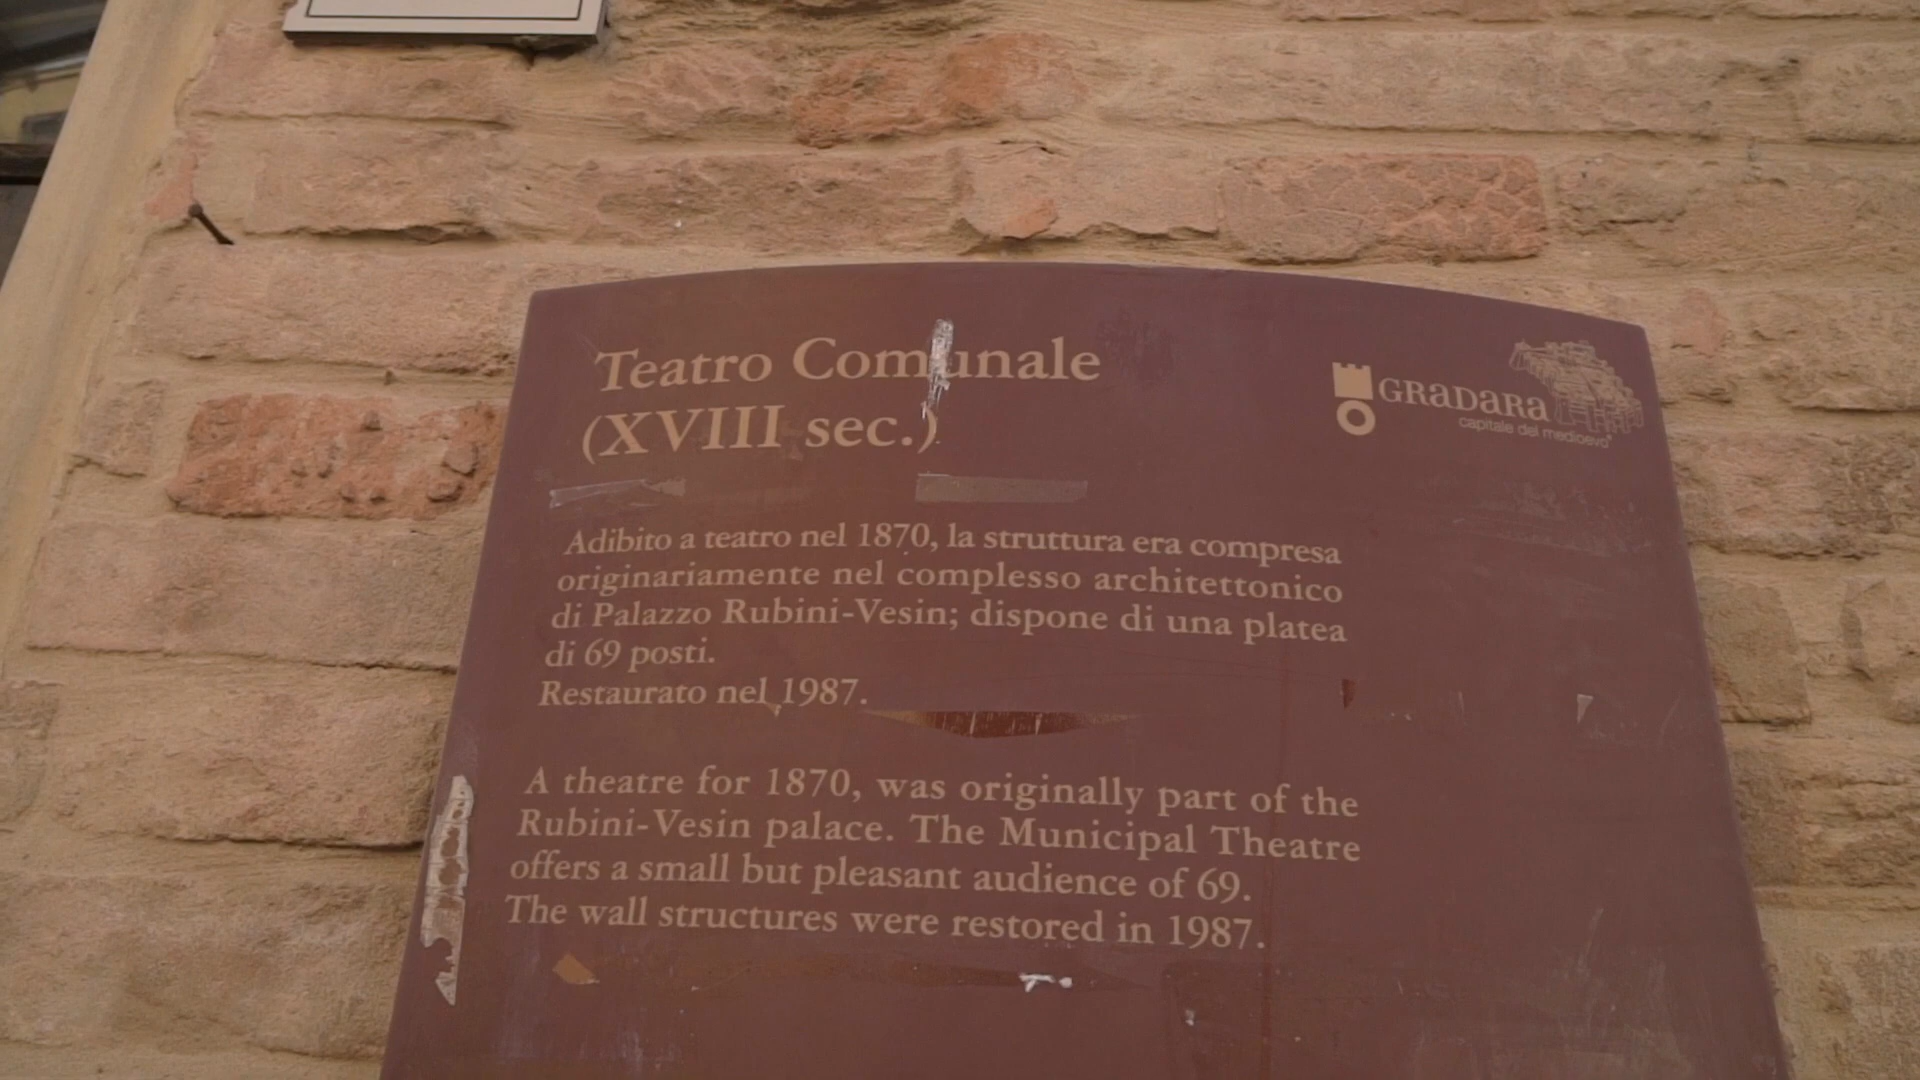 Teatro Comunale
(XVIII sec.)
GRADARA
capitale del medioevo
Adibito a teatro nel 1870, la struttura era compresa
originariamente nel complesso architettonico
di Palazzo Rubini-Vesin; dispone di una platea
di 69 posti.
Restaurato nel 1987.
A theatre for 1870, was originally part of the
Rubini-Vesin palace. The Municipal Theatre
offers a small but pleasant audience of 69.
The wall structures were restored in 1987.